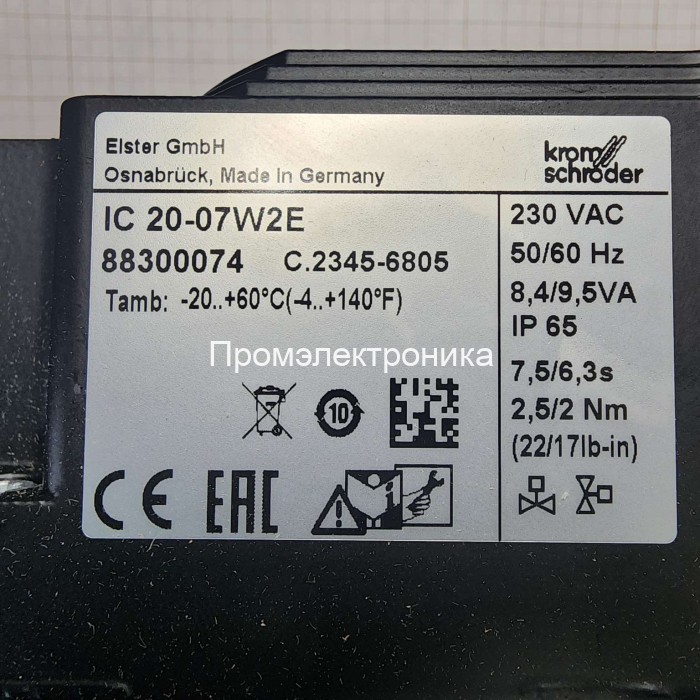 Elster GmbH
Osnabrück, Made in Germany
krom
schröder
IC 20-07W2E
88300074 C.2345-6805
Tamb: -20..+60°C(-4..+140°F)
230 VAC
50/60 Hz
8,4/9,5VA
IP 65
7,5/6,3s
2,5/2 Nm
(22/17lb-in)
Промэлектроника
10
CE EAC